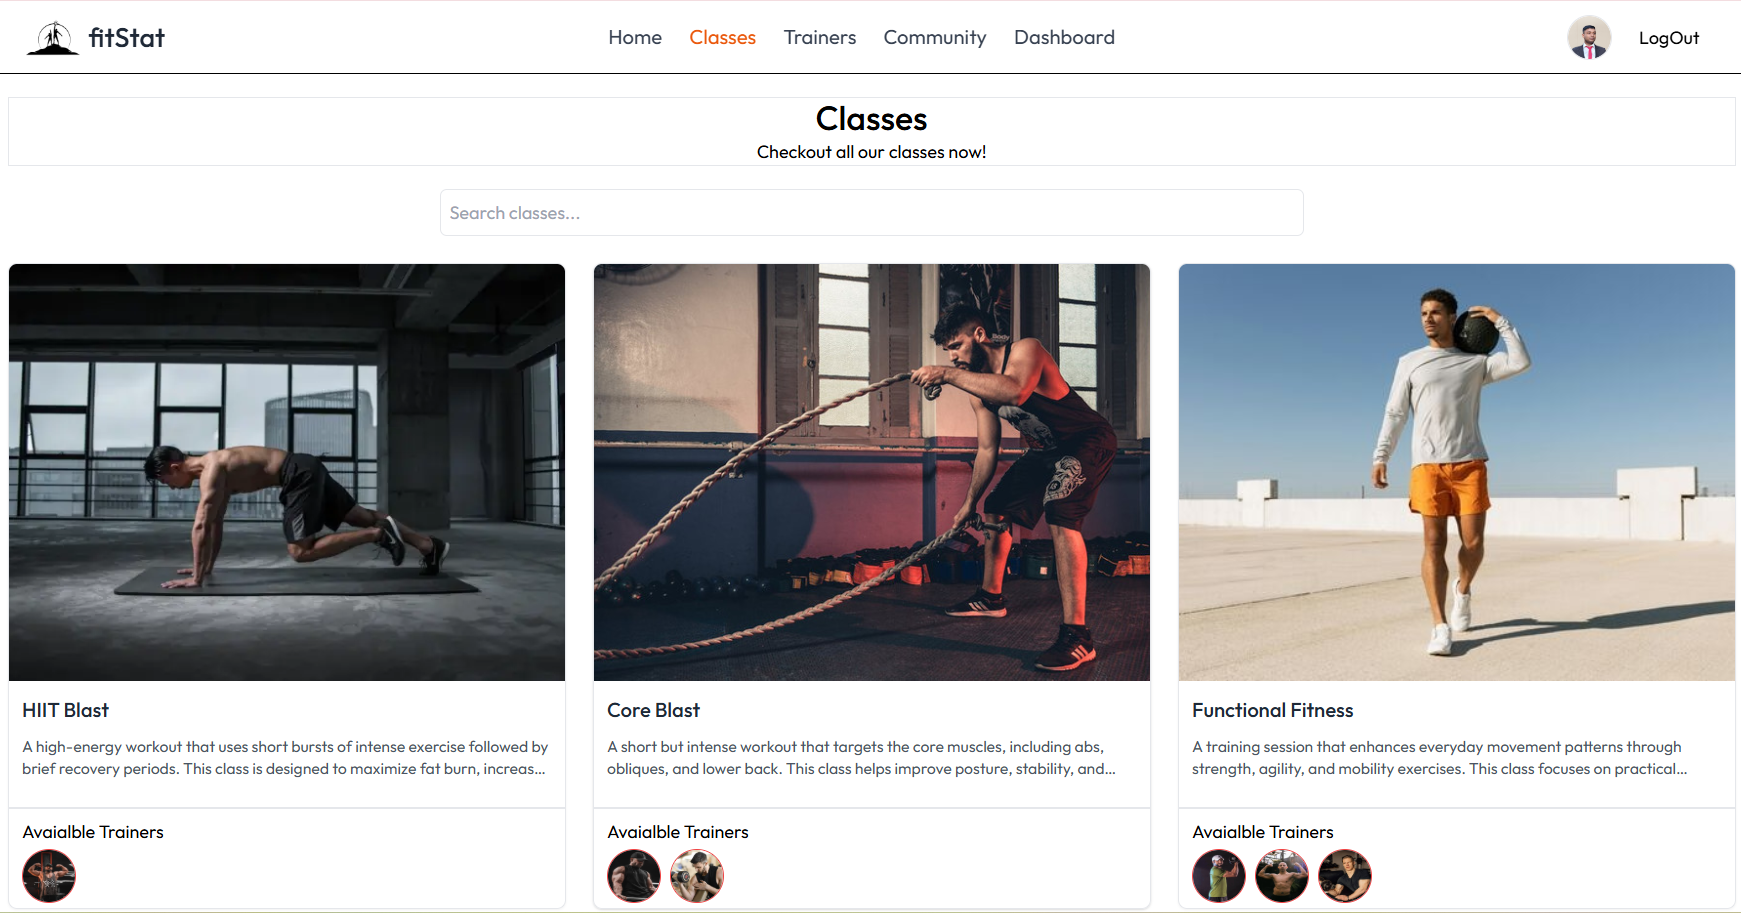 fitStat
Home Classes Trainers Community Dashboard
LogOut
Classes
Checkout all our classes now!
Search classes...
HIIT Blast
A high-energy workout that uses short bursts of intense exercise followed by
brief recovery periods. This class is designed to maximize fat burn, increas...
Avaialble Trainers
Core Blast
A short but intense workout that targets the core muscles, including abs,
obliques, and lower back. This class helps improve posture, stability, and...
Avaialble Trainers
Functional Fitness
A training session that enhances everyday movement patterns through
strength, agility, and mobility exercises. This class focuses on practical...
Avaialble Trainers